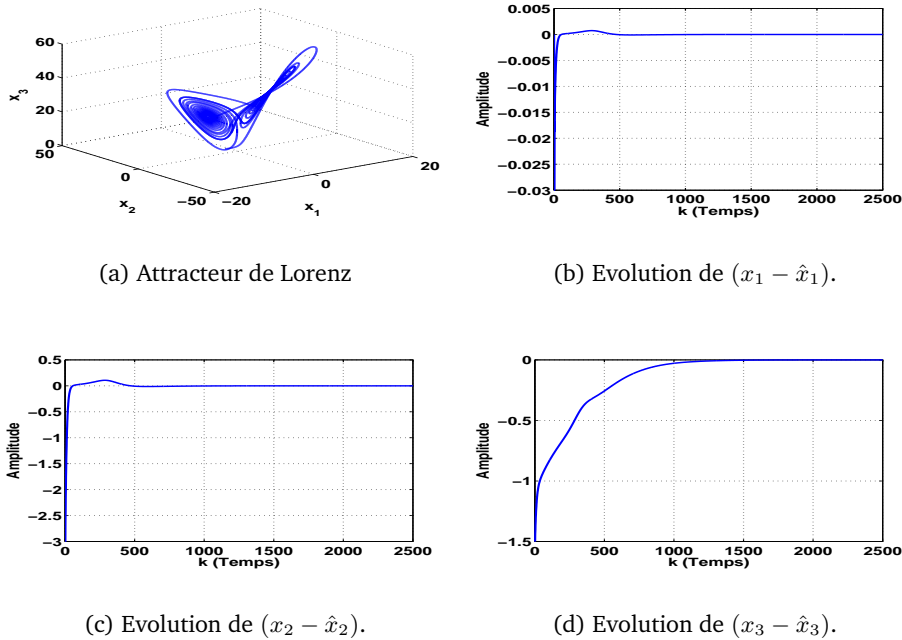 60
40
20
0
50
0
−50
−20
0
20
x_3
x_2
x_1
(a) Attracteur de Lorenz
0.005
0
−0.005
−0.01
−0.015
−0.02
−0.025
−0.03
Amplitude
0 500 1000 1500 2000 2500
k (Temps)
(b) Evolution de (x₁ − x̂₁).
0.5
0
−0.5
−1
−1.5
−2
−2.5
−3
Amplitude
0 500 1000 1500 2000 2500
k (Temps)
(c) Evolution de (x₂ − x̂₂).
0
−0.5
−1
−1.5
Amplitude
0 500 1000 1500 2000 2500
k (Temps)
(d) Evolution de (x₃ − x̂₃).